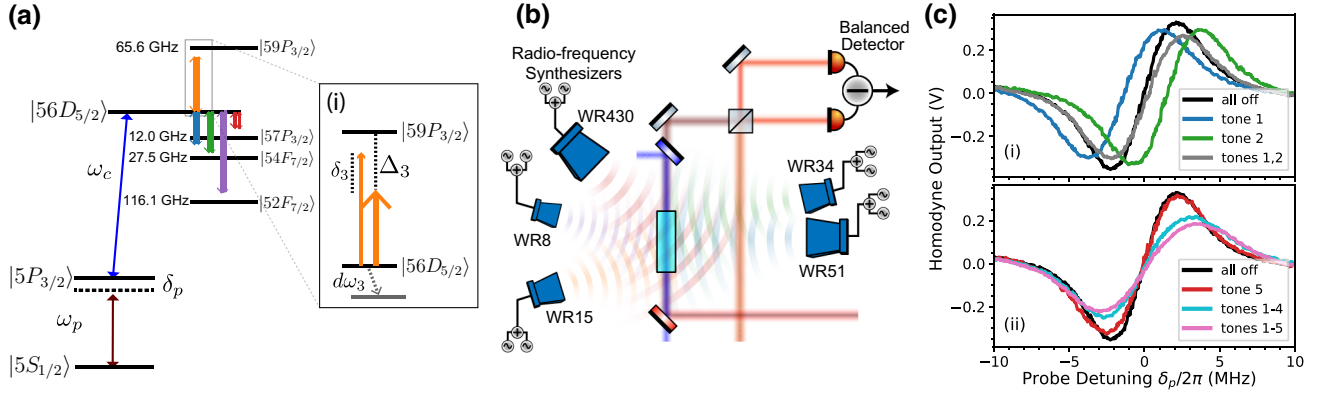 (a)
65.6 GHz
|59P3/2⟩
|56D5/2⟩
12.0 GHz
|57P3/2⟩
27.5 GHz
|54F7/2⟩
116.1 GHz
|52F7/2⟩
ωc
|5P3/2⟩
δp
ωp
|5S1/2⟩
(i)
|59P3/2⟩
δ3
Δ3
|56D5/2⟩
dω3
(b)
Radio-frequency
Synthesizers
WR430
WR8
WR15
Balanced
Detector
WR34
WR51
(c)
Homodyne Output (V)
0.2
0.0
−0.2
(i)
all off
tone 1
tone 2
tones 1,2
0.2
0.0
−0.2
(ii)
all off
tone 5
tones 1-4
tones 1-5
−10 −5 0 5 10
Probe Detuning δp/2π (MHz)